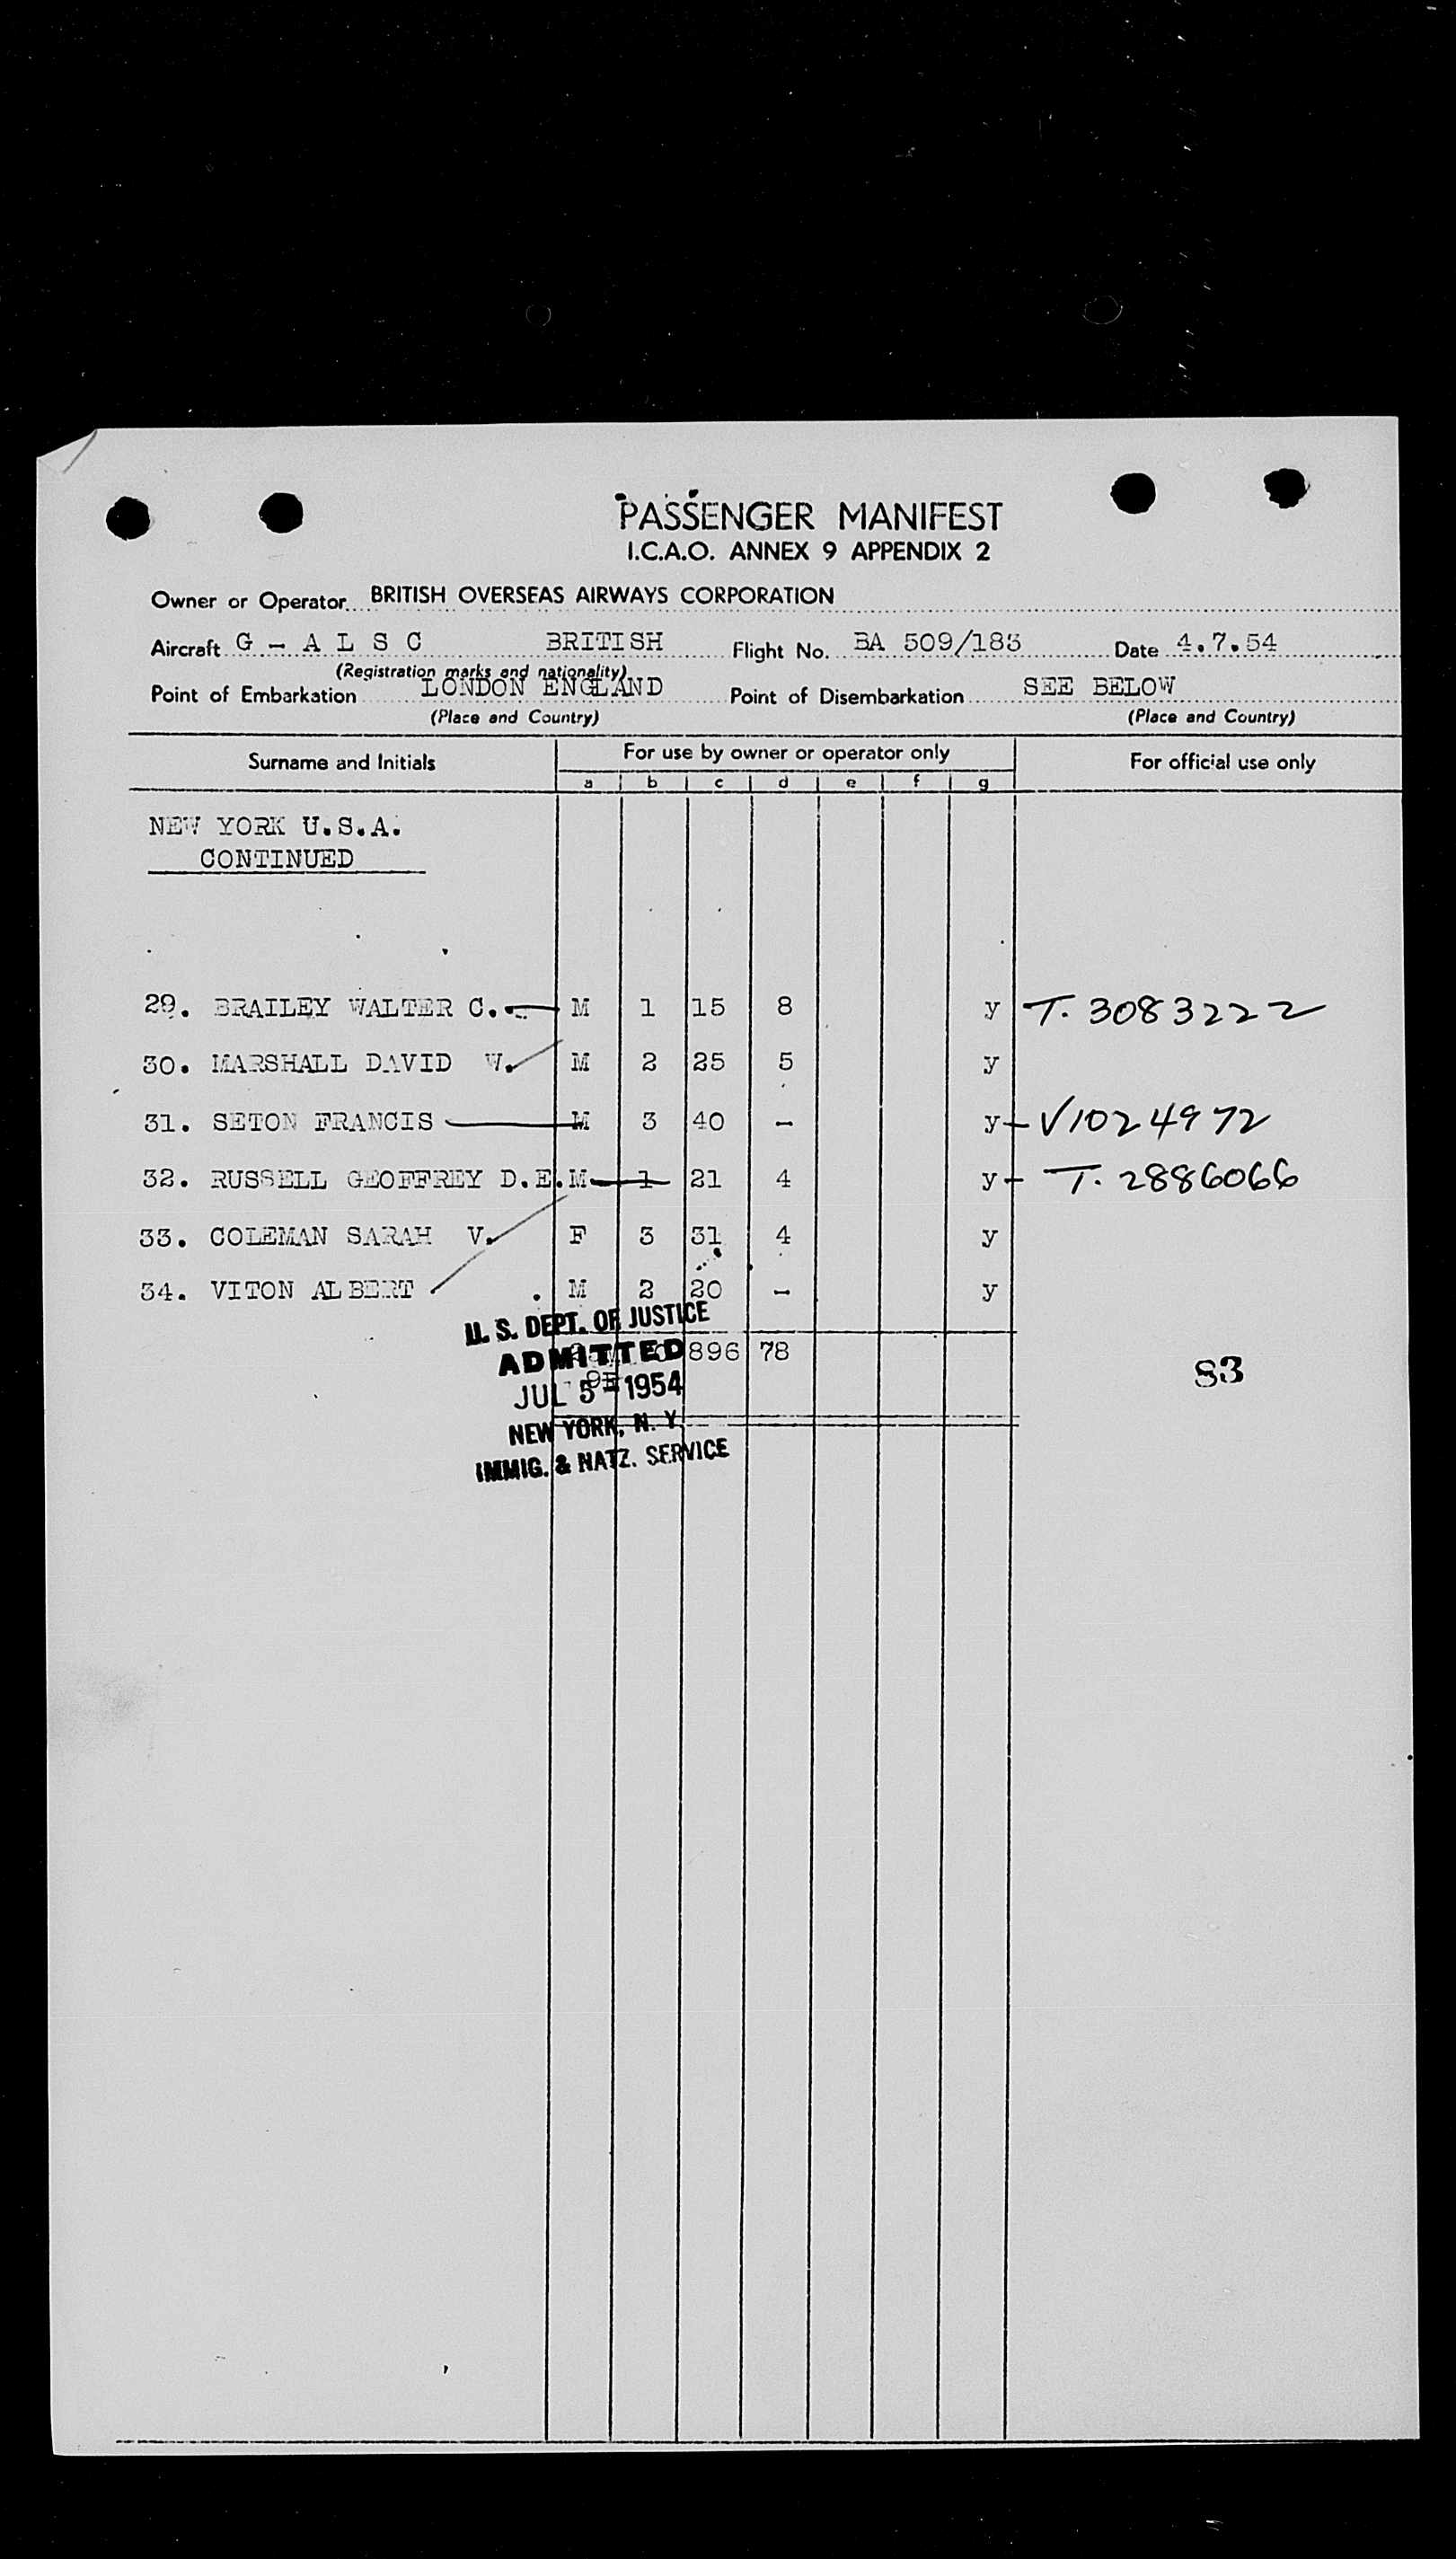 PASSENGER MANIFEST
I.C.A.O. ANNEX 9 APPENDIX 2
Owner or Operator BRITISH OVERSEAS AIRWAYS CORPORATION
Aircraft G - A L S C BRITISH Flight No. BA 509/183 Date 4.7.54
(Registration marks and nationality)
Point of Embarkation LONDON ENGLAND Point of Disembarkation SEE BELOW
(Place and Country) (Place and Country)
Surname and Initials For use by owner or operator only For official use only
a b c d e f g
NEW YORK U.S.A.
CONTINUED
29. BRAILEY WALTER C. M 1 15 8 y T. 3083222
30. MARSHALL DAVID W. M 2 25 5 y
31. SETON FRANCIS M 3 40 - y V1024972
32. RUSSELL GEOFFREY D.E. M 1 21 4 y T. 2886066
33. COLEMAN SARAH V. F 3 31 4 y
34. VITON ALBERT . M 2 20 - y
U. S. DEPT. OF JUSTICE
ADMITTED 896 78
JUL 5 - 1954
83
NEW YORK, N. Y.
IMMIG. & NATZ. SERVICE